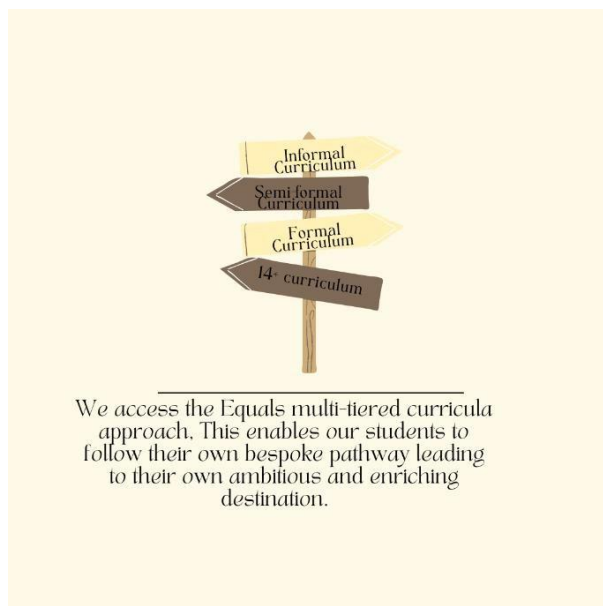 Informal
Curriculum
Semi formal
Curriculum
Formal
Curriculum
14+ curriculum
We access the Equals multi-tiered curricula
approach. This enables our students to
follow their own bespoke pathway leading
to their own ambitious and enriching
destination.